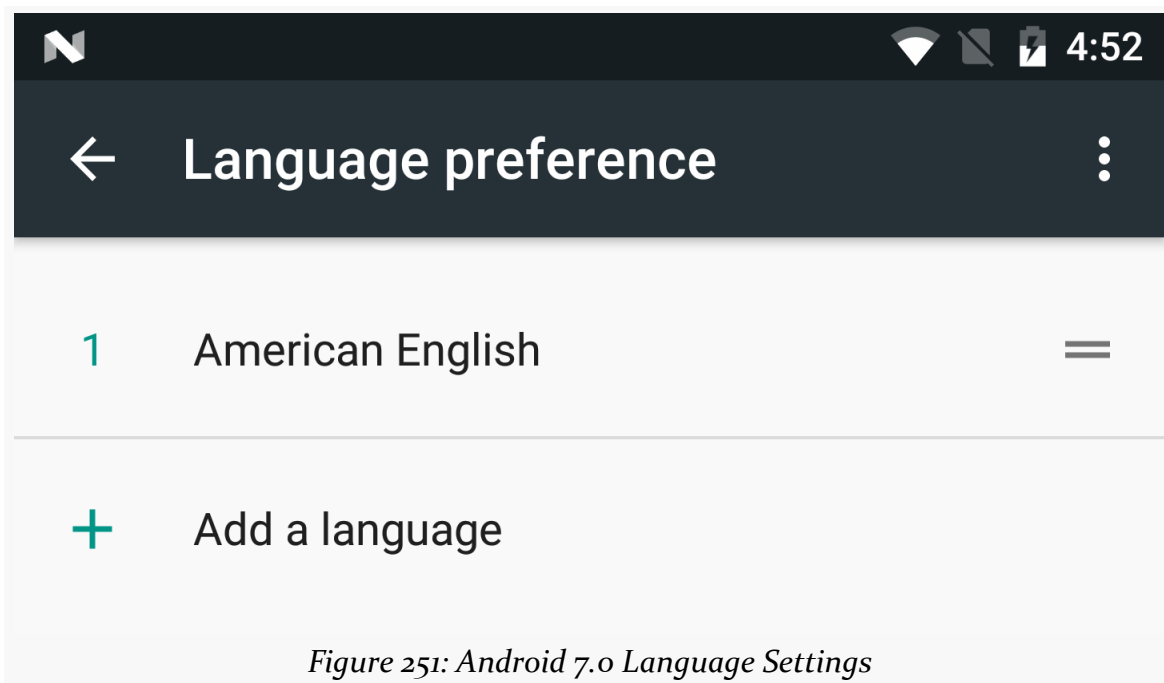 4:52
Language preference
1 American English
Add a language
Figure 251: Android 7.0 Language Settings